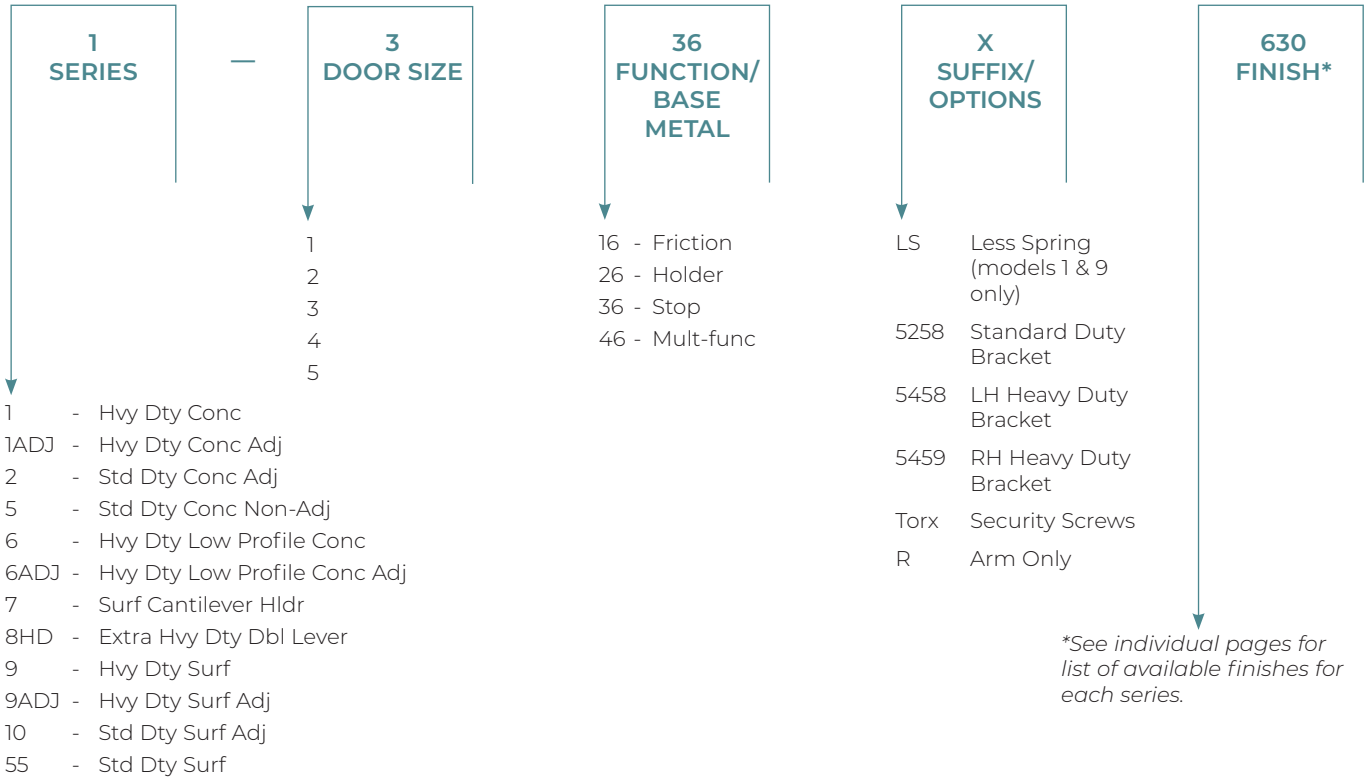 1
SERIES
—
3
DOOR SIZE
36
FUNCTION/
BASE
METAL
X
SUFFIX/
OPTIONS
630
FINISH*
1
2
3
4
5
16 - Friction
26 - Holder
36 - Stop
46 - Mult-func
LS Less Spring
(models 1 & 9
only)
5258 Standard Duty
Bracket
5458 LH Heavy Duty
Bracket
5459 RH Heavy Duty
Bracket
Torx Security Screws
R Arm Only
1 - Hvy Dty Conc
1ADJ - Hvy Dty Conc Adj
2 - Std Dty Conc Adj
5 - Std Dty Conc Non-Adj
6 - Hvy Dty Low Profile Conc
6ADJ - Hvy Dty Low Profile Conc Adj
7 - Surf Cantilever Hldr
8HD - Extra Hvy Dty Dbl Lever
9 - Hvy Dty Surf
9ADJ - Hvy Dty Surf Adj
10 - Std Dty Surf Adj
55 - Std Dty Surf
*See individual pages for
list of available finishes for
each series.